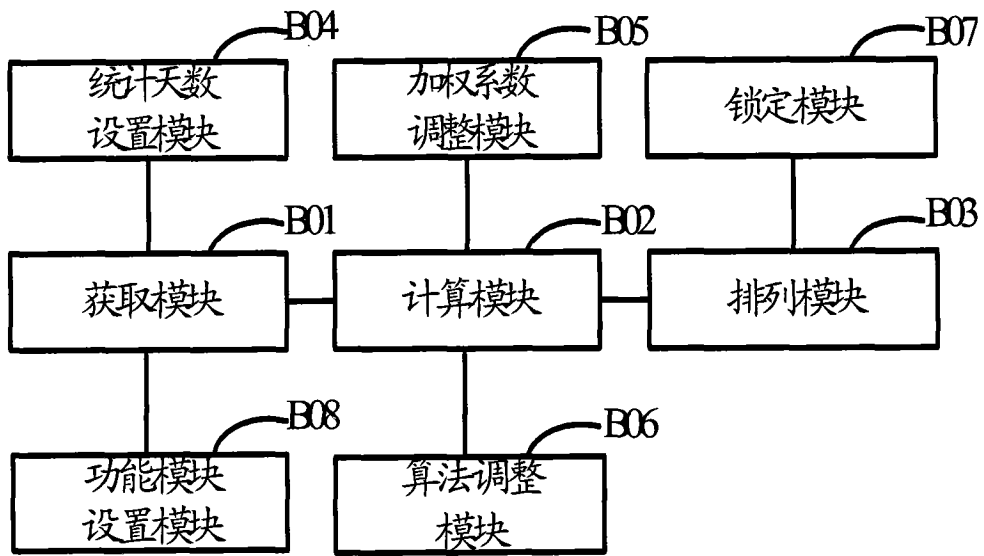 B04
统计天数
设置模块
B05
加权系数
调整模块
B07
锁定模块
B01
获取模块
B02
计算模块
B03
排列模块
B08
功能模块
设置模块
B06
算法调整
模块